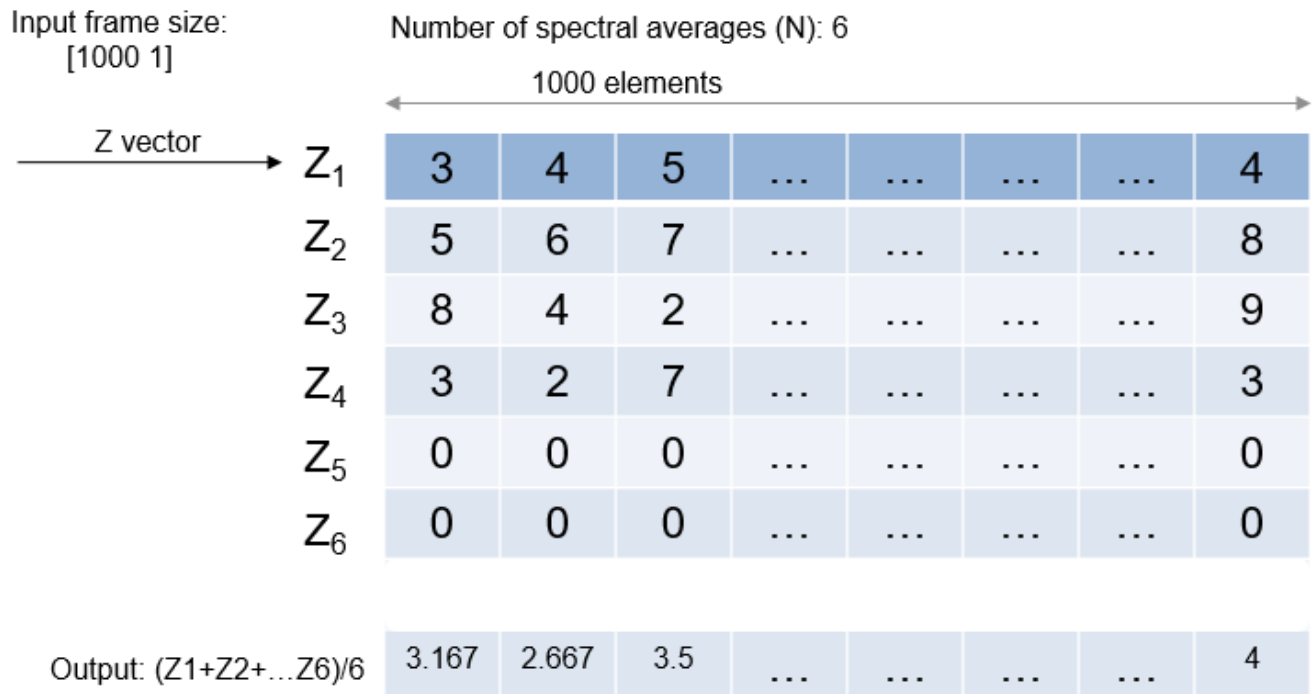 Input frame size:
[1000 1]
Number of spectral averages (N): 6
1000 elements
Z vector
Z1 3 4 5 ... ... ... ... 4
Z2 5 6 7 ... ... ... ... 8
Z3 8 4 2 ... ... ... ... 9
Z4 3 2 7 ... ... ... ... 3
Z5 0 0 0 ... ... ... ... 0
Z6 0 0 0 ... ... ... ... 0
Output: (Z1+Z2+...Z6)/6 3.167 2.667 3.5 ... ... ... ... 4